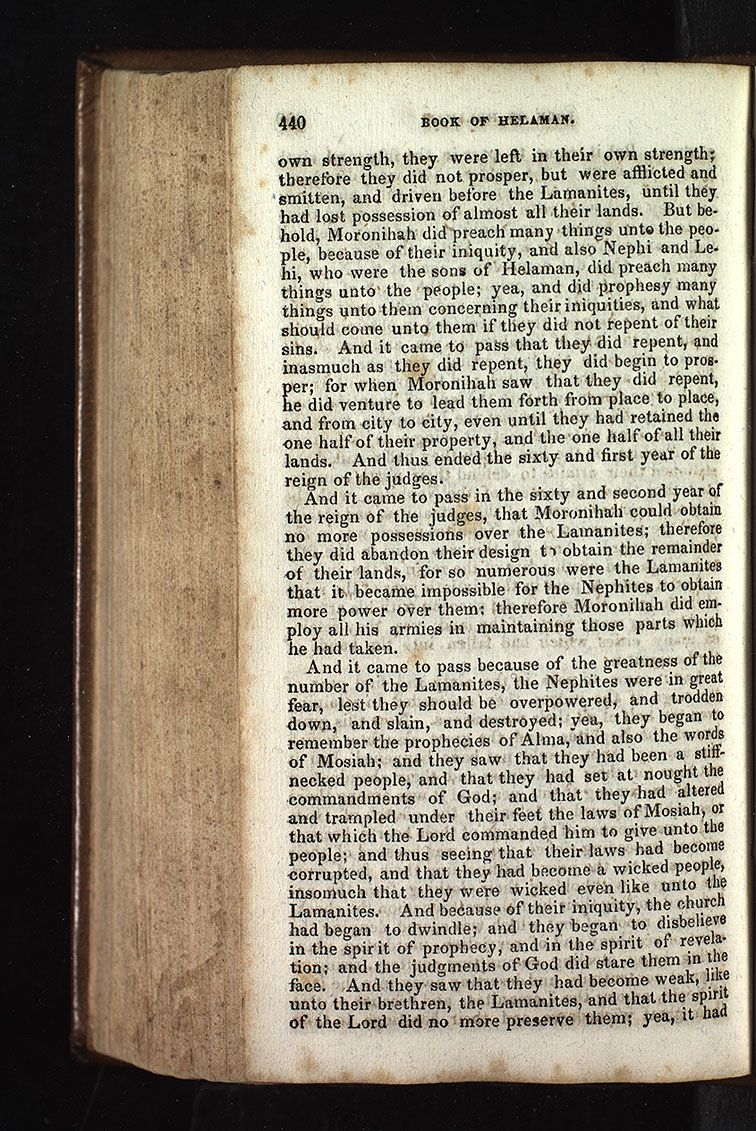 440 BOOK OF HELAMAN.
own strength, they were left in their own strength;
therefore they did not prosper, but were afflicted and
smitten, and driven before the Lamanites, until they
had lost possession of almost all their lands. But be-
hold, Moronihah did preach many things unto the peo-
ple, because of their iniquity, and also Nephi and Le-
hi, who were the sons of Helaman, did preach many
things unto the people; yea, and did prophesy many
things unto them concerning their iniquities, and what
should come unto them if they did not repent of their
sins. And it came to pass that they did repent, and
inasmuch as they did repent, they did begin to pros-
per; for when Moronihah saw that they did repent,
he did venture to lead them forth from place to place,
and from city to city, even until they had retained the
one half of their property, and the one half of all their
lands. And thus ended the sixty and first year of the
reign of the judges.
And it came to pass in the sixty and second year of
the reign of the judges, that Moronihah could obtain
no more possessions over the Lamanites; therefore
they did abandon their design to obtain the remainder
of their lands, for so numerous were the Lamanites
that it became impossible for the Nephites to obtain
more power over them; therefore Moronihah did em-
ploy all his armies in maintaining those parts which
he had taken.
And it came to pass because of the greatness of the
number of the Lamanites, the Nephites were in great
fear, lest they should be overpowered, and trodden
down, and slain, and destroyed; yea, they began to
remember the prophecies of Alma, and also the words
of Mosiah; and they saw that they had been a stiff-
necked people, and that they had set at nought the
commandments of God; and that they had altered
and trampled under their feet the laws of Mosiah, or
that which the Lord commanded him to give unto the
people; and thus seeing that their laws had become
corrupted, and that they had become a wicked people,
insomuch that they were wicked even like unto the
Lamanites. And because of their iniquity, the church
had began to dwindle; and they began to disbelieve
in the spirit of prophecy, and in the spirit of revela-
tion; and the judgments of God did stare them in the
face. And they saw that they had become weak, like
unto their brethren, the Lamanites, and that the spirit
of the Lord did no more preserve them; yea, it had